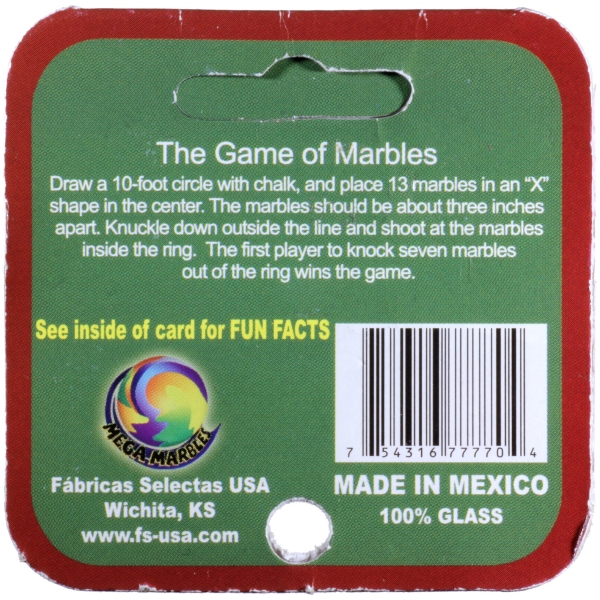 The Game of Marbles
Draw a 10-foot circle with chalk, and place 13 marbles in an “X”
shape in the center. The marbles should be about three inches
apart. Knuckle down outside the line and shoot at the marbles
inside the ring.  The first player to knock seven marbles
out of the ring wins the game.
See inside of card for FUN FACTS
MEGA MARBLES
Fábricas Selectas USA
Wichita, KS
www.fs-usa.com
7 54316 77770 4
MADE IN MEXICO
100% GLASS